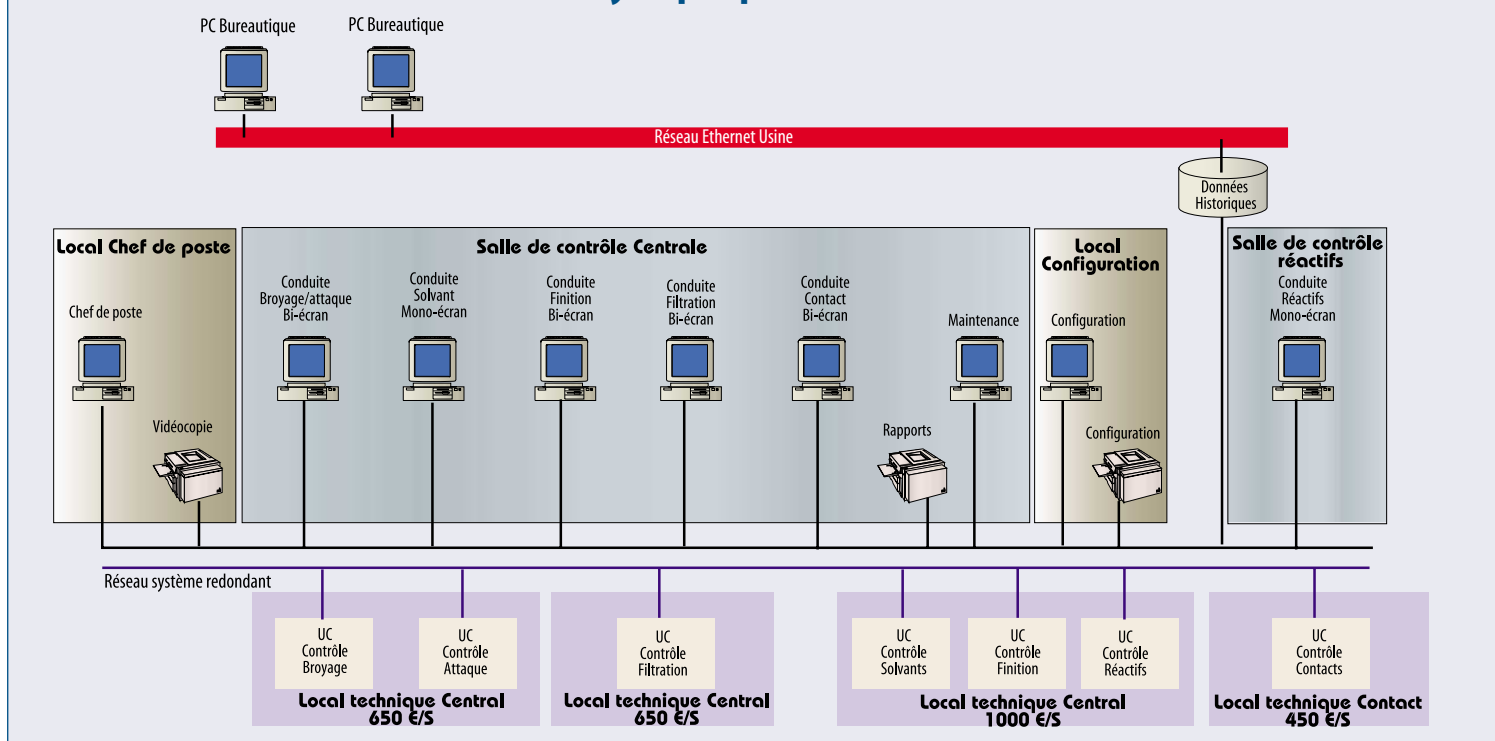 PC Bureautique
PC Bureautique
Réseau Ethernet Usine
Données
Historiques
Local Chef de poste
Salle de contrôle Centrale
Local
Configuration
Salle de contrôle
réactifs
Chef de poste
Conduite
Broyage/attaque
Bi-écran
Conduite
Solvant
Mono-écran
Conduite
Finition
Bi-écran
Conduite
Filtration
Bi-écran
Conduite
Contact
Bi-écran
Maintenance
Configuration
Conduite
Réactifs
Mono-écran
Vidéocopie
Rapports
Configuration
Réseau système redondant
UC
Contrôle
Broyage
UC
Contrôle
Attaque
UC
Contrôle
Filtration
UC
Contrôle
Solvants
UC
Contrôle
Finition
UC
Contrôle
Réactifs
UC
Contrôle
Contacts
Local technique Central
650 E/S
Local technique Central
650 E/S
Local technique Central
1000 E/S
Local technique Contact
450 E/S